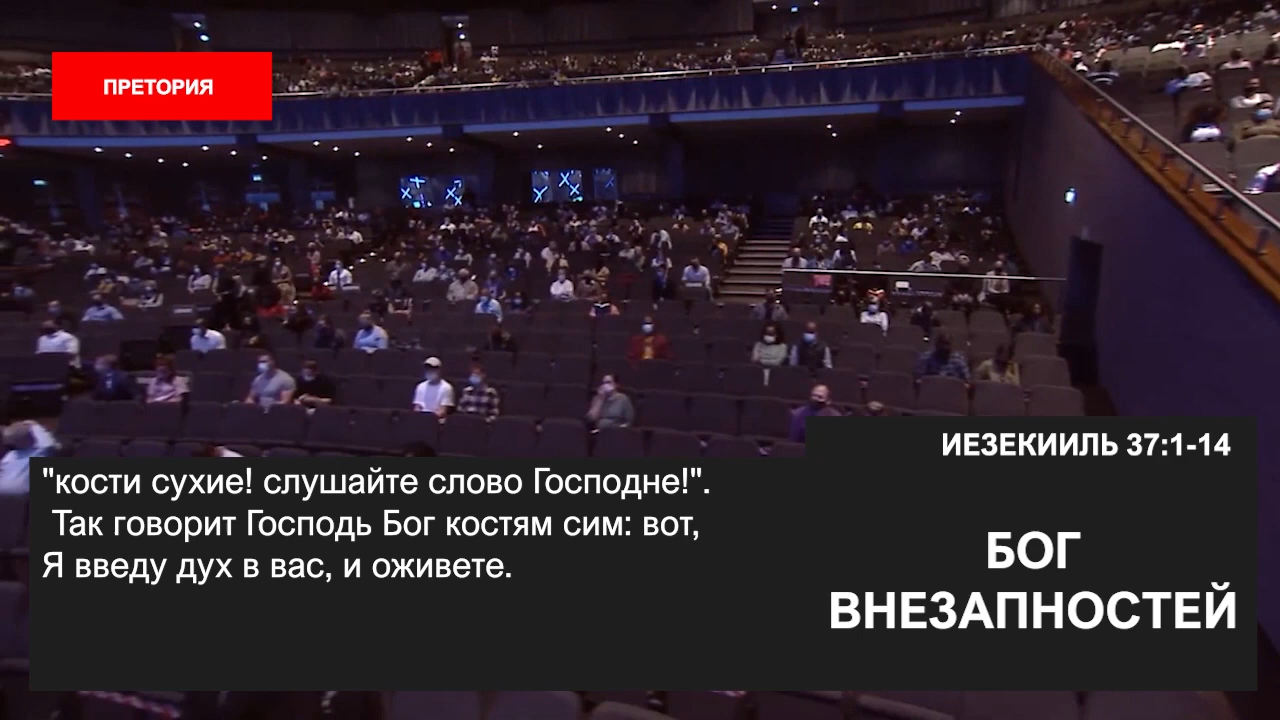 ПРЕТОРИЯ
ИЕЗЕКИИЛЬ 37:1-14
"кости сухие! слушайте слово Господне!".
Так говорит Господь Бог костям сим: вот,
Я введу дух в вас, и оживете.
БОГ
ВНЕЗАПНОСТЕЙ